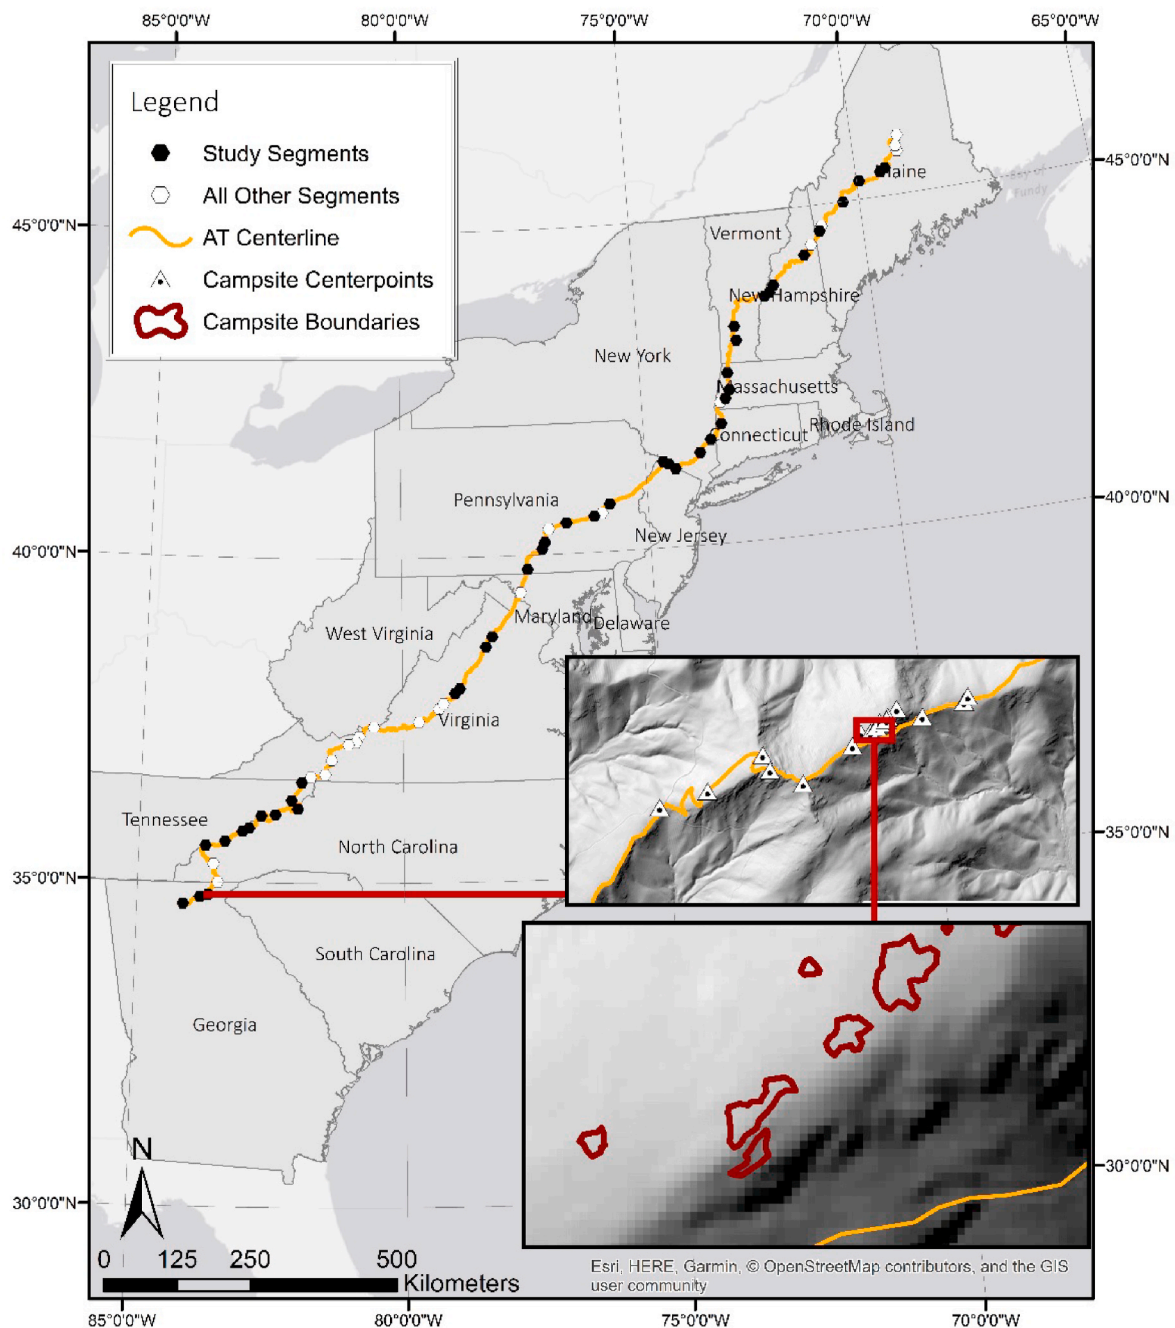 85°0'0"W 80°0'0"W 75°0'0"W 70°0'0"W 65°0'0"W
Legend
Study Segments
All Other Segments
AT Centerline
Campsite Centerpoints
Campsite Boundaries
45°0'0"N
45°0'0"N
Maine
Bay of
Fundy
Vermont
New Hampshire
New York
Massachusetts
Connecticut
Rhode Island
Pennsylvania
40°0'0"N
New Jersey
40°0'0"N
Maryland
Delaware
West Virginia
Virginia
Tennessee
North Carolina
35°0'0"N
35°0'0"N
South Carolina
Georgia
N
30°0'0"N
30°0'0"N
0 125 250 500
Kilometers
Esri, HERE, Garmin, © OpenStreetMap contributors, and the GIS
user community
85°0'0"W 80°0'0"W 75°0'0"W 70°0'0"W